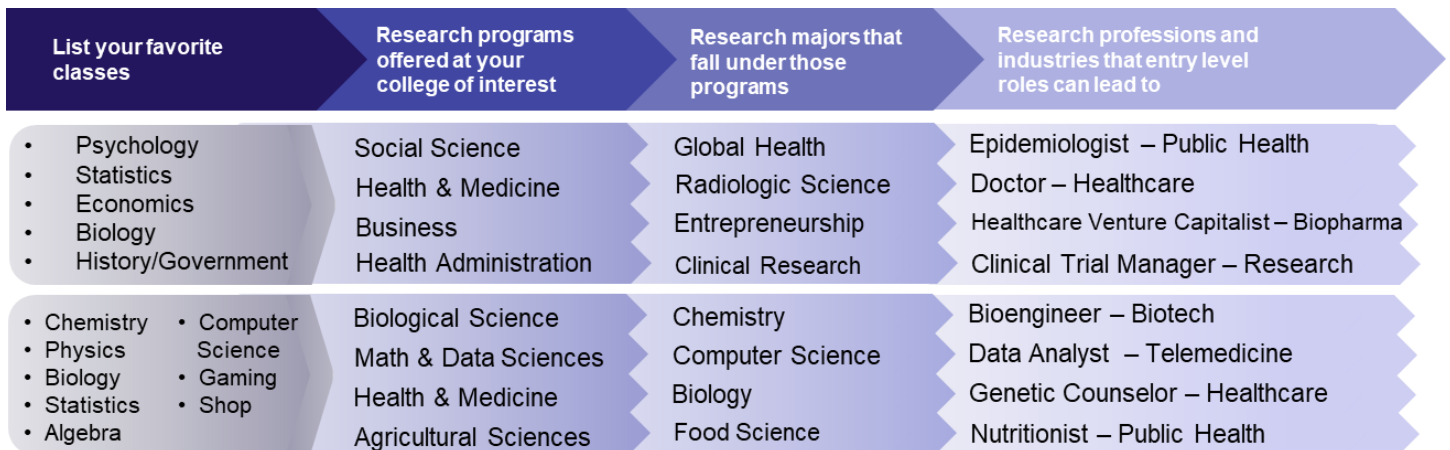 List your favorite
classes
Research programs
offered at your
college of interest
Research majors that
fall under those
programs
Research professions and
industries that entry level
roles can lead to
• Psychology
• Statistics
• Economics
• Biology
• History/Government
Social Science
Health & Medicine
Business
Health Administration
Global Health
Radiologic Science
Entrepreneurship
Clinical Research
Epidemiologist – Public Health
Doctor – Healthcare
Healthcare Venture Capitalist – Biopharma
Clinical Trial Manager – Research
• Chemistry
• Physics
• Biology
• Statistics
• Algebra
• Computer
Science
• Gaming
• Shop
Biological Science
Math & Data Sciences
Health & Medicine
Agricultural Sciences
Chemistry
Computer Science
Biology
Food Science
Bioengineer – Biotech
Data Analyst – Telemedicine
Genetic Counselor – Healthcare
Nutritionist – Public Health